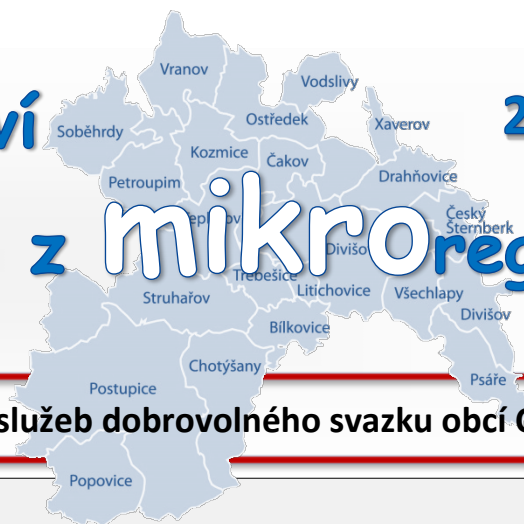 Vranov
Vodslivy
ví
Soběhrdy
Ostředek
Xaverov
2
Kozmice
Čakov
Petroupim
Drahňovice
z mikroreg
Český
Šternberk
Divišo
Třebešice
Struhařov
Litichovice
Všechlapy
Divišov
Bílkovice
Chotýšany
Psáře
Postupice
služeb dobrovolného svazku obcí
Popovice